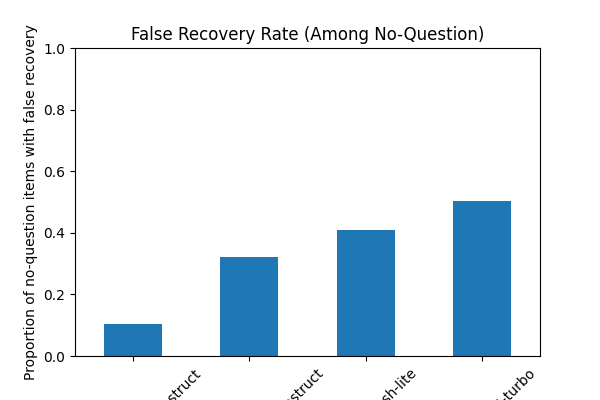 False Recovery Rate (Among No-Question)
Proportion of no-question items with false recovery
1.0
0.8
0.6
0.4
0.2
0.0
struct
struct
sh-lite
-turbo